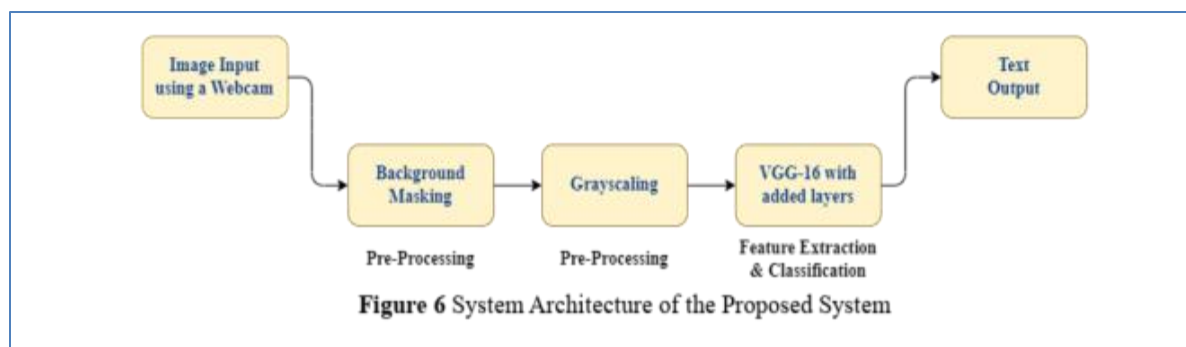 Image Input
using a Webcam
Text
Output
Background
Masking
Grayscaling
VGG-16 with
added layers
Pre-Processing
Pre-Processing
Feature Extraction
& Classification
Figure 6 System Architecture of the Proposed System